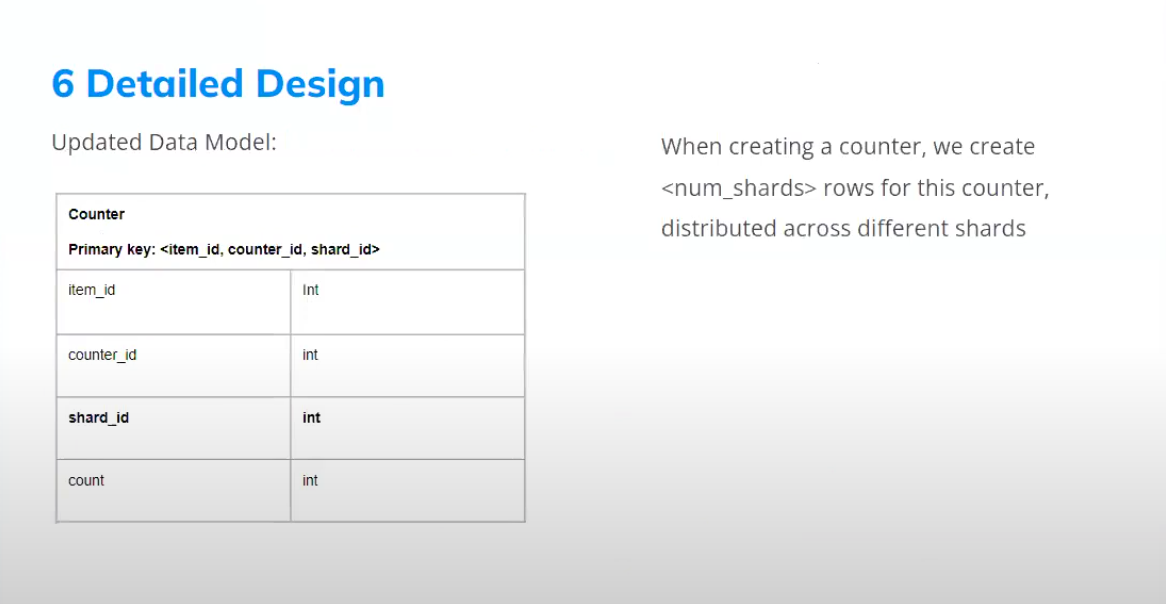 6 Detailed Design
Updated Data Model:
Counter
Primary key: <item_id, counter_id, shard_id>
item_id Int
counter_id int
shard_id int
count int
When creating a counter, we create
<num_shards> rows for this counter,
distributed across different shards